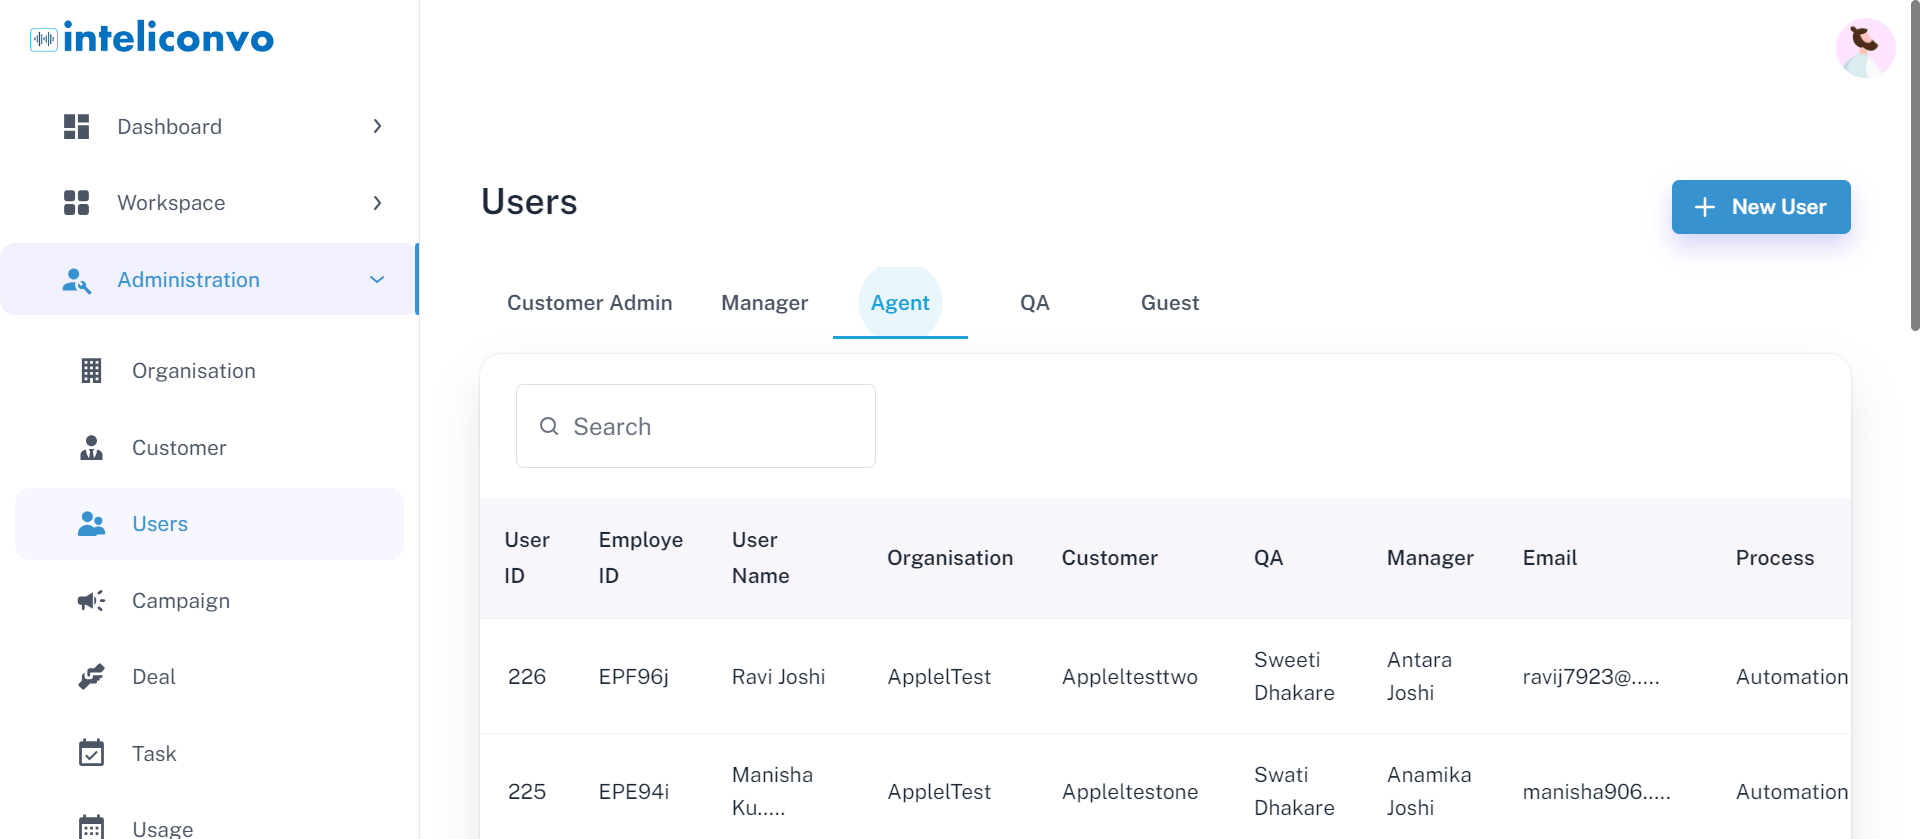 inteliconvo
Dashboard
Workspace
Administration
Organisation
Customer
Users
Campaign
Deal
Task
Usage
Users
New User
Customer Admin
Manager
Agent
QA
Guest
Search
User ID
Employe ID
User Name
Organisation
Customer
QA
Manager
Email
Process
226
EPF96j
Ravi Joshi
ApplelTest
Appleltesttwo
Sweeti
Dhakare
Antara
Joshi
ravij7923@.....
Automation
225
EPE94i
Manisha
Ku.....
ApplelTest
Appleltestone
Swati
Dhakare
Anamika
Joshi
manisha906.....
Automation